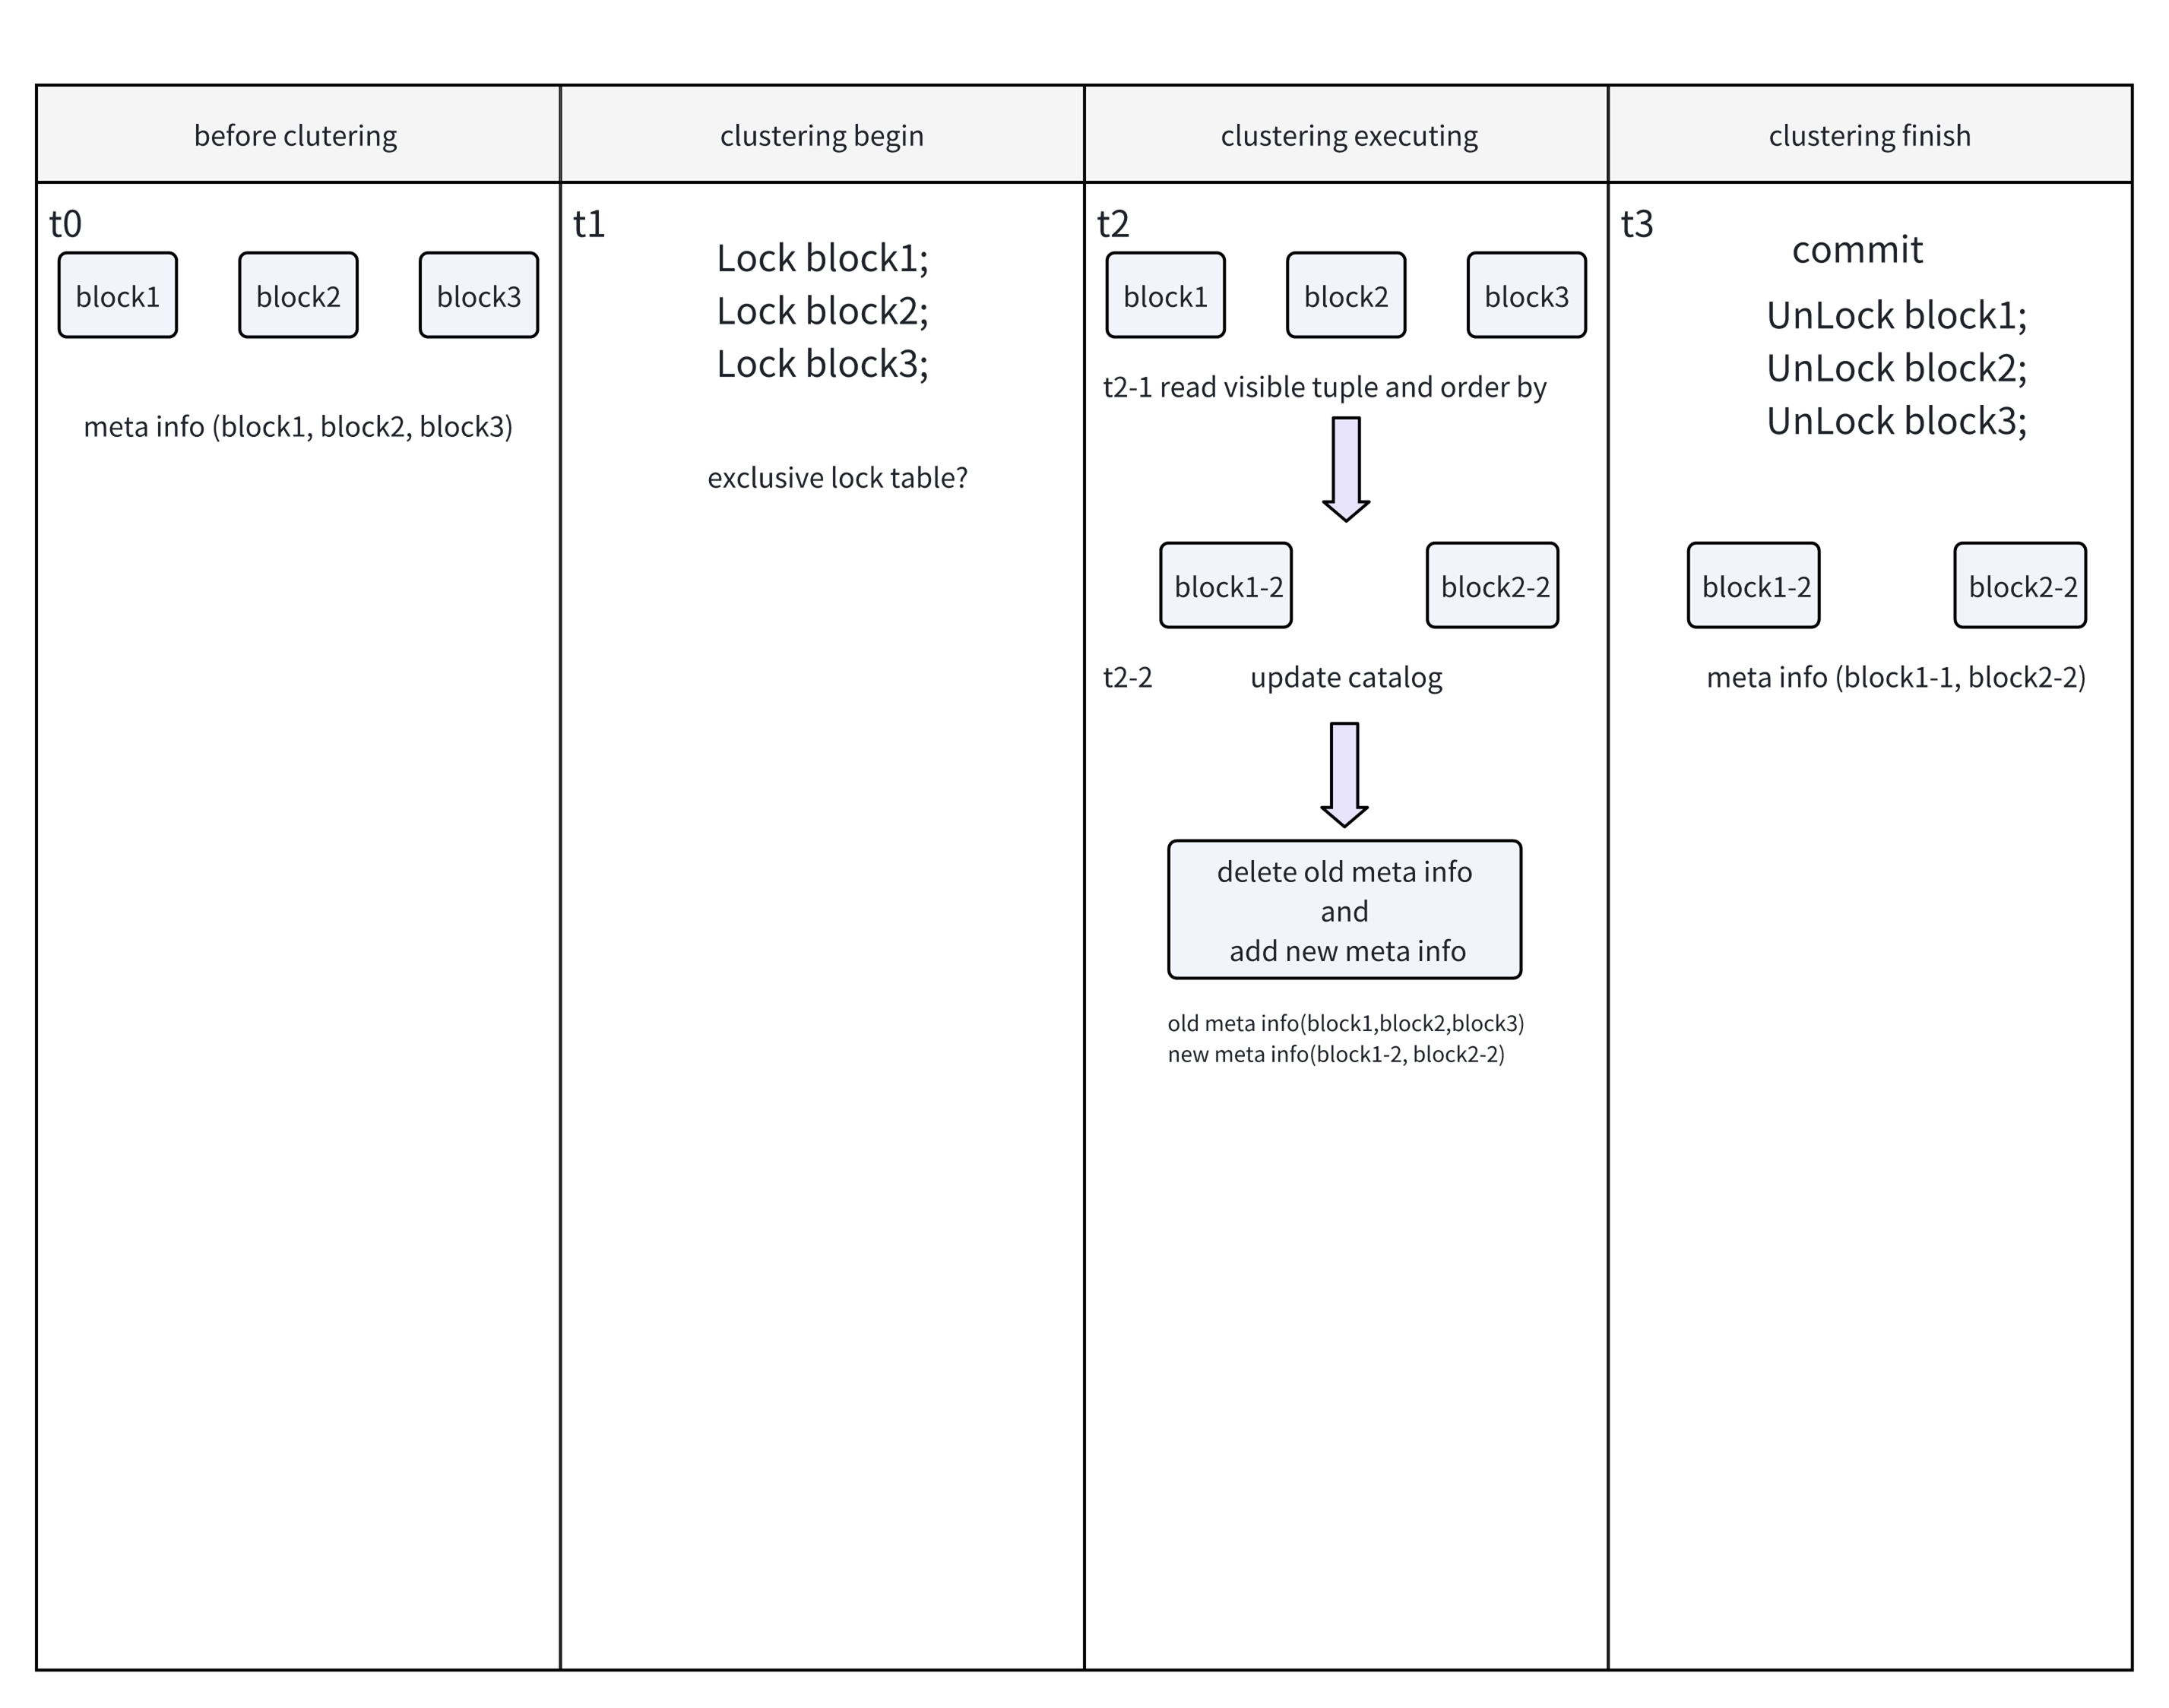 before clutering
clustering begin
clustering executing
clustering finish
t0
block1
block2
block3
meta info (block1, block2, block3)
t1
Lock block1;
Lock block2;
Lock block3;
exclusive lock table?
t2
block1
block2
block3
t2-1 read visible tuple and order by
block1-2
block2-2
t2-2
update catalog
delete old meta info
and
add new meta info
old meta info(block1,block2,block3)
new meta info(block1-2, block2-2)
t3
commit
UnLock block1;
UnLock block2;
UnLock block3;
block1-2
block2-2
meta info (block1-1, block2-2)